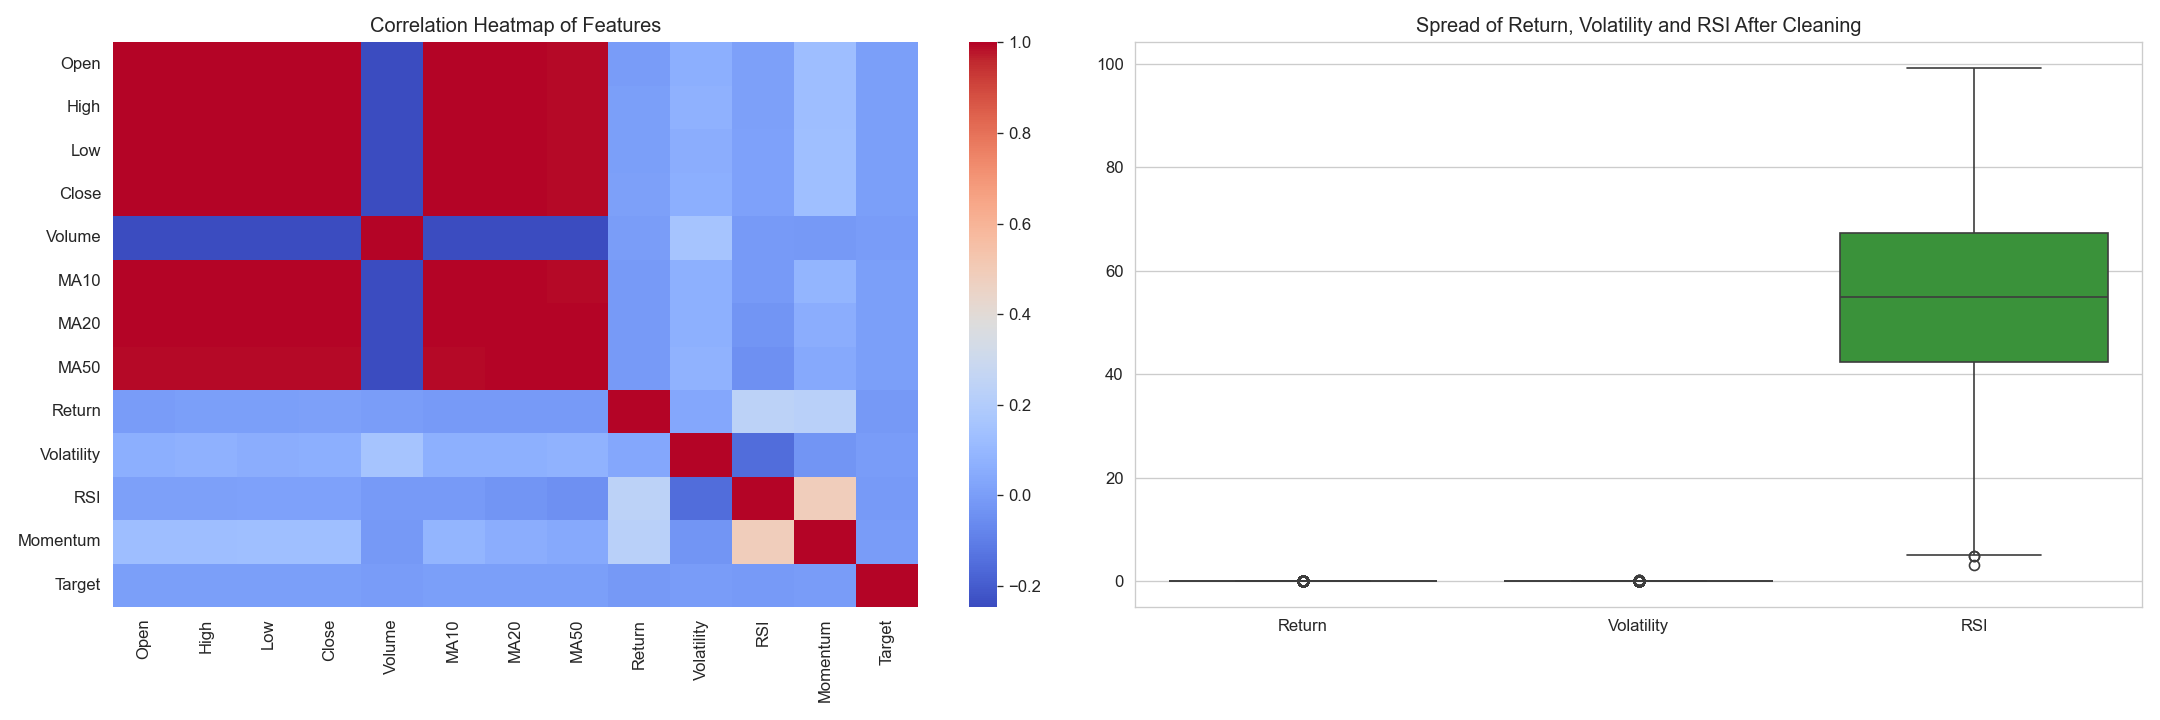 Correlation Heatmap of Features
Open
High
Low
Close
Volume
MA10
MA20
MA50
Return
Volatility
RSI
Momentum
Target
Open
High
Low
Close
Volume
MA10
MA20
MA50
Return
Volatility
RSI
Momentum
Target
1.0
0.8
0.6
0.4
0.2
0.0
−0.2
Spread of Return, Volatility and RSI After Cleaning
100
80
60
40
20
0
Return
Volatility
RSI